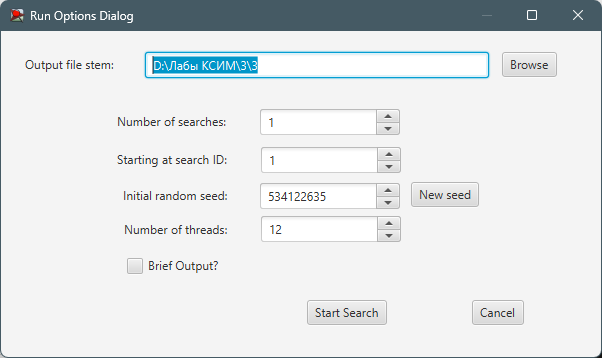 Run Options Dialog
Output file stem: D:\Лабы КСИМ\3\3 Browse
Number of searches: 1
Starting at search ID: 1
Initial random seed: 534122635 New seed
Number of threads: 12
Brief Output?
Start Search Cancel